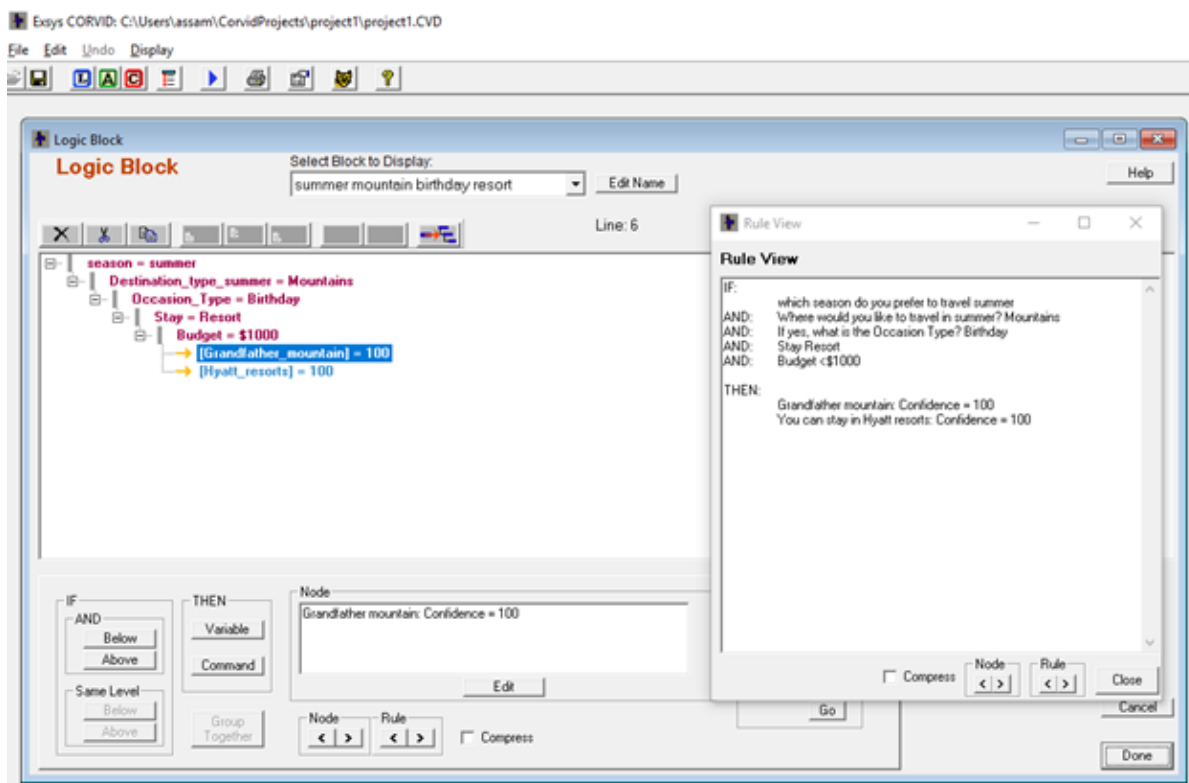 Exsys CORVID: C:\Users\assam\CorvidProjects\project1\project1.CVD
File Edit Undo Display
L A C ?
Logic Block
Logic Block
Select Block to Display:
summer mountain birthday resort
Edit Name
Help
Line: 6
season = summer
Destination_type_summer = Mountains
Occasion_Type = Birthday
Stay = Resort
Budget = $1000
[Grandfather_mountain] = 100
[Hyatt_resorts] = 100
Rule View
Rule View
IF:
which season do you prefer to travel summer
AND: Where would you like to travel in summer? Mountains
AND: If yes, what is the Occasion Type? Birthday
AND: Stay Resort
AND: Budget <$1000
THEN:
Grandfather mountain: Confidence = 100
You can stay in Hyatt resorts: Confidence = 100
Compress
Node
< >
Rule
< >
Close
IF
AND
Below
Above
Same Level
Below
Above
THEN
Variable
Command
Group
Together
Node
Grandfather mountain: Confidence = 100
Edit
Node
< >
Rule
< >
Compress
Go
Cancel
Done